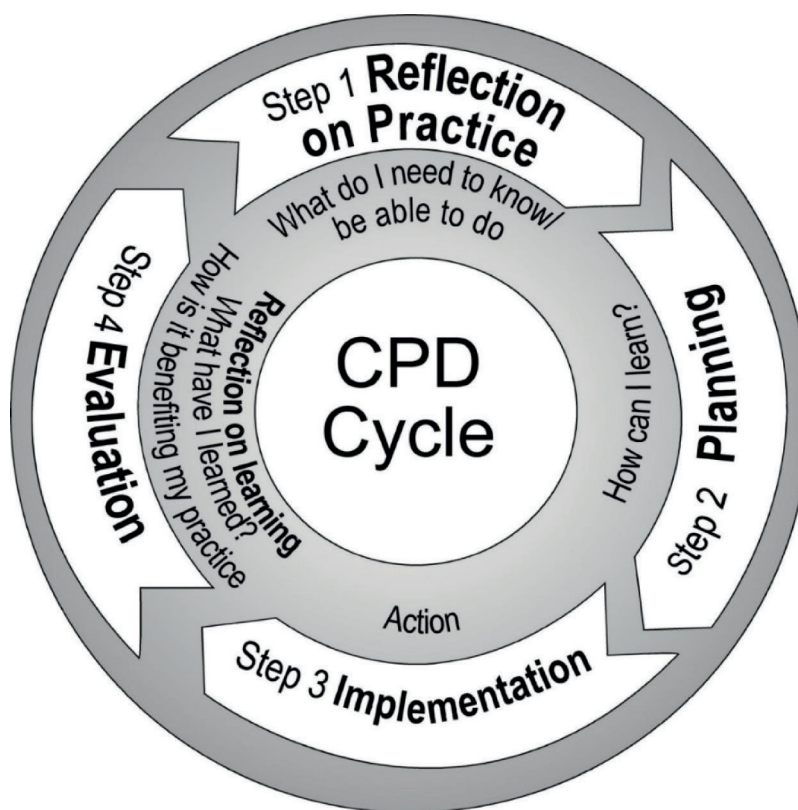 Step 1 Reflection
on Practice
What do I need to know/
be able to do
Step 2 Planning
How can I learn?
Step 3 Implementation
Action
Step 4 Evaluation
Reflection on learning
What have I learned?
How is it benefiting my practice
CPD
Cycle